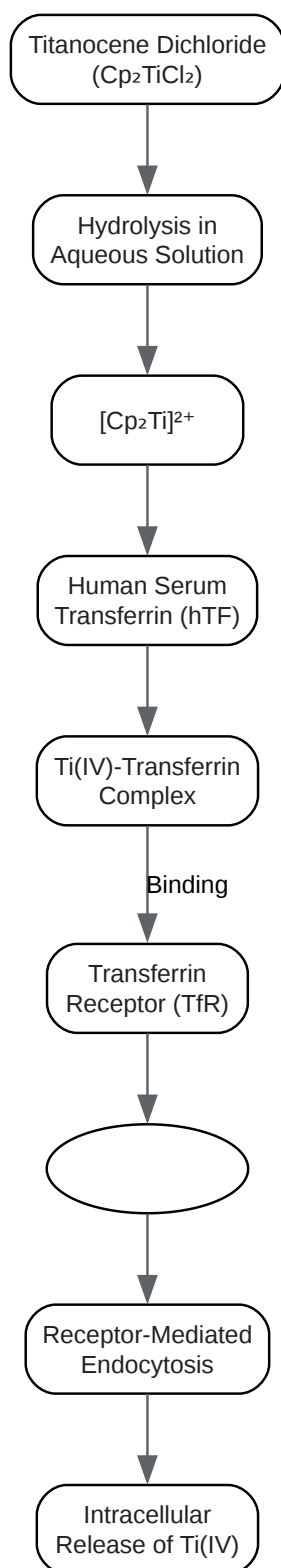 Titanocene Dichloride
(Cp₂TiCl₂)
Hydrolysis in
Aqueous Solution
[Cp₂Ti]²⁺
Human Serum
Transferrin (hTF)
Ti(IV)-Transferrin
Complex
Binding
Transferrin
Receptor (TfR)
Receptor-Mediated
Endocytosis
Intracellular
Release of Ti(IV)